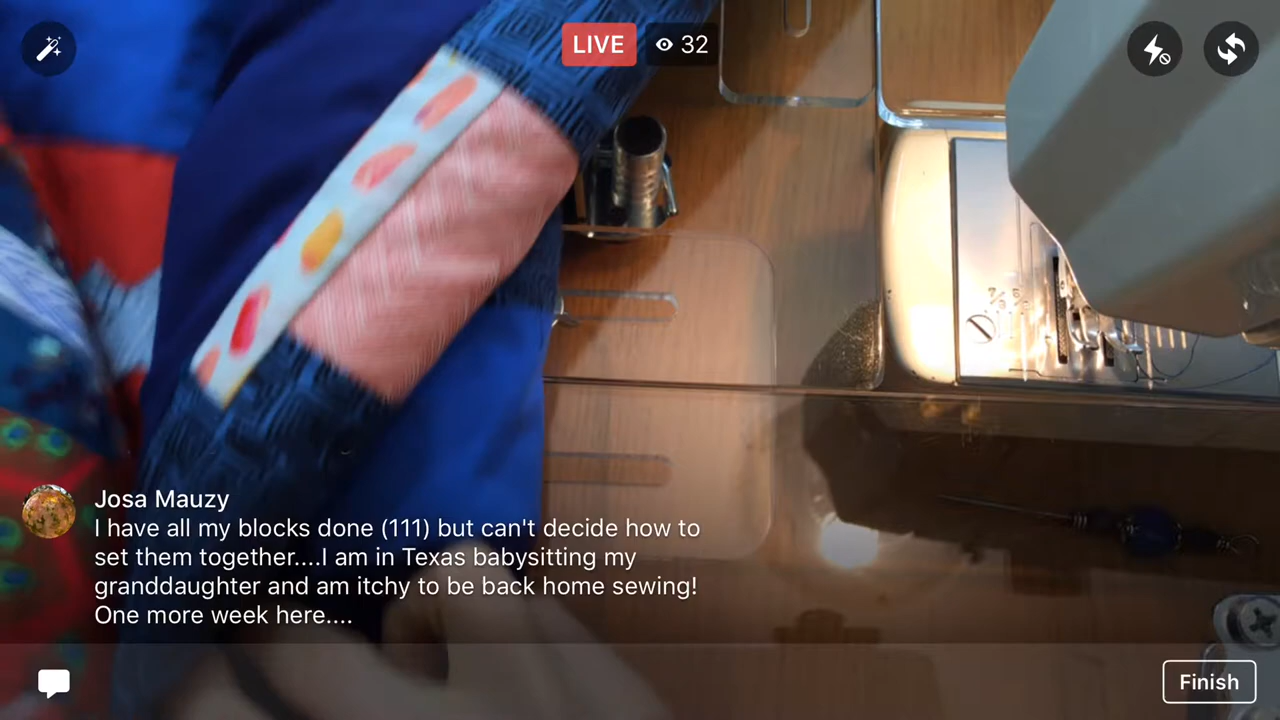 LIVE
32
Josa Mauzy
I have all my blocks done (111) but can't decide how to
set them together....I am in Texas babysitting my
granddaughter and am itchy to be back home sewing!
One more week here....
Finish